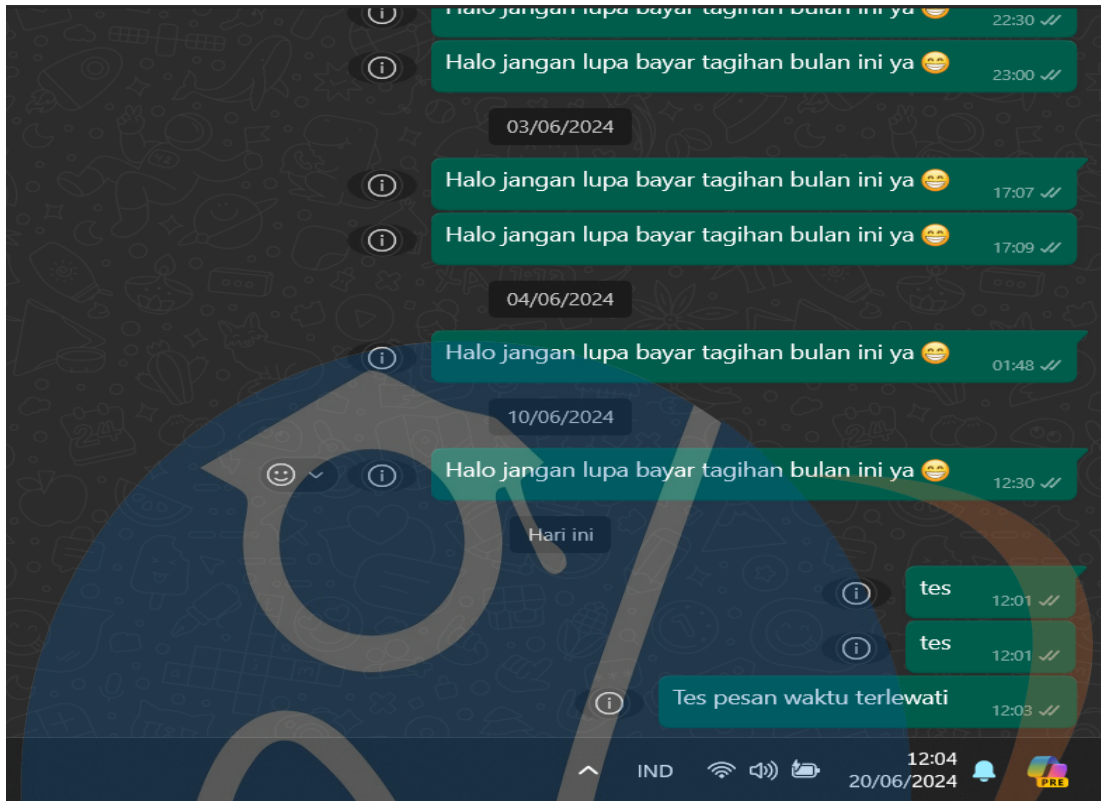 Halo jangan lupa bayar tagihan bulan ini ya 😁
22:30
Halo jangan lupa bayar tagihan bulan ini ya 😁
23:00
03/06/2024
Halo jangan lupa bayar tagihan bulan ini ya 😁
17:07
Halo jangan lupa bayar tagihan bulan ini ya 😁
17:09
04/06/2024
Halo jangan lupa bayar tagihan bulan ini ya 😁
01:48
10/06/2024
Halo jangan lupa bayar tagihan bulan ini ya 😁
12:30
Hari ini
tes
12:01
tes
12:01
Tes pesan waktu terlewati
12:03
IND
12:04
20/06/2024
PRE